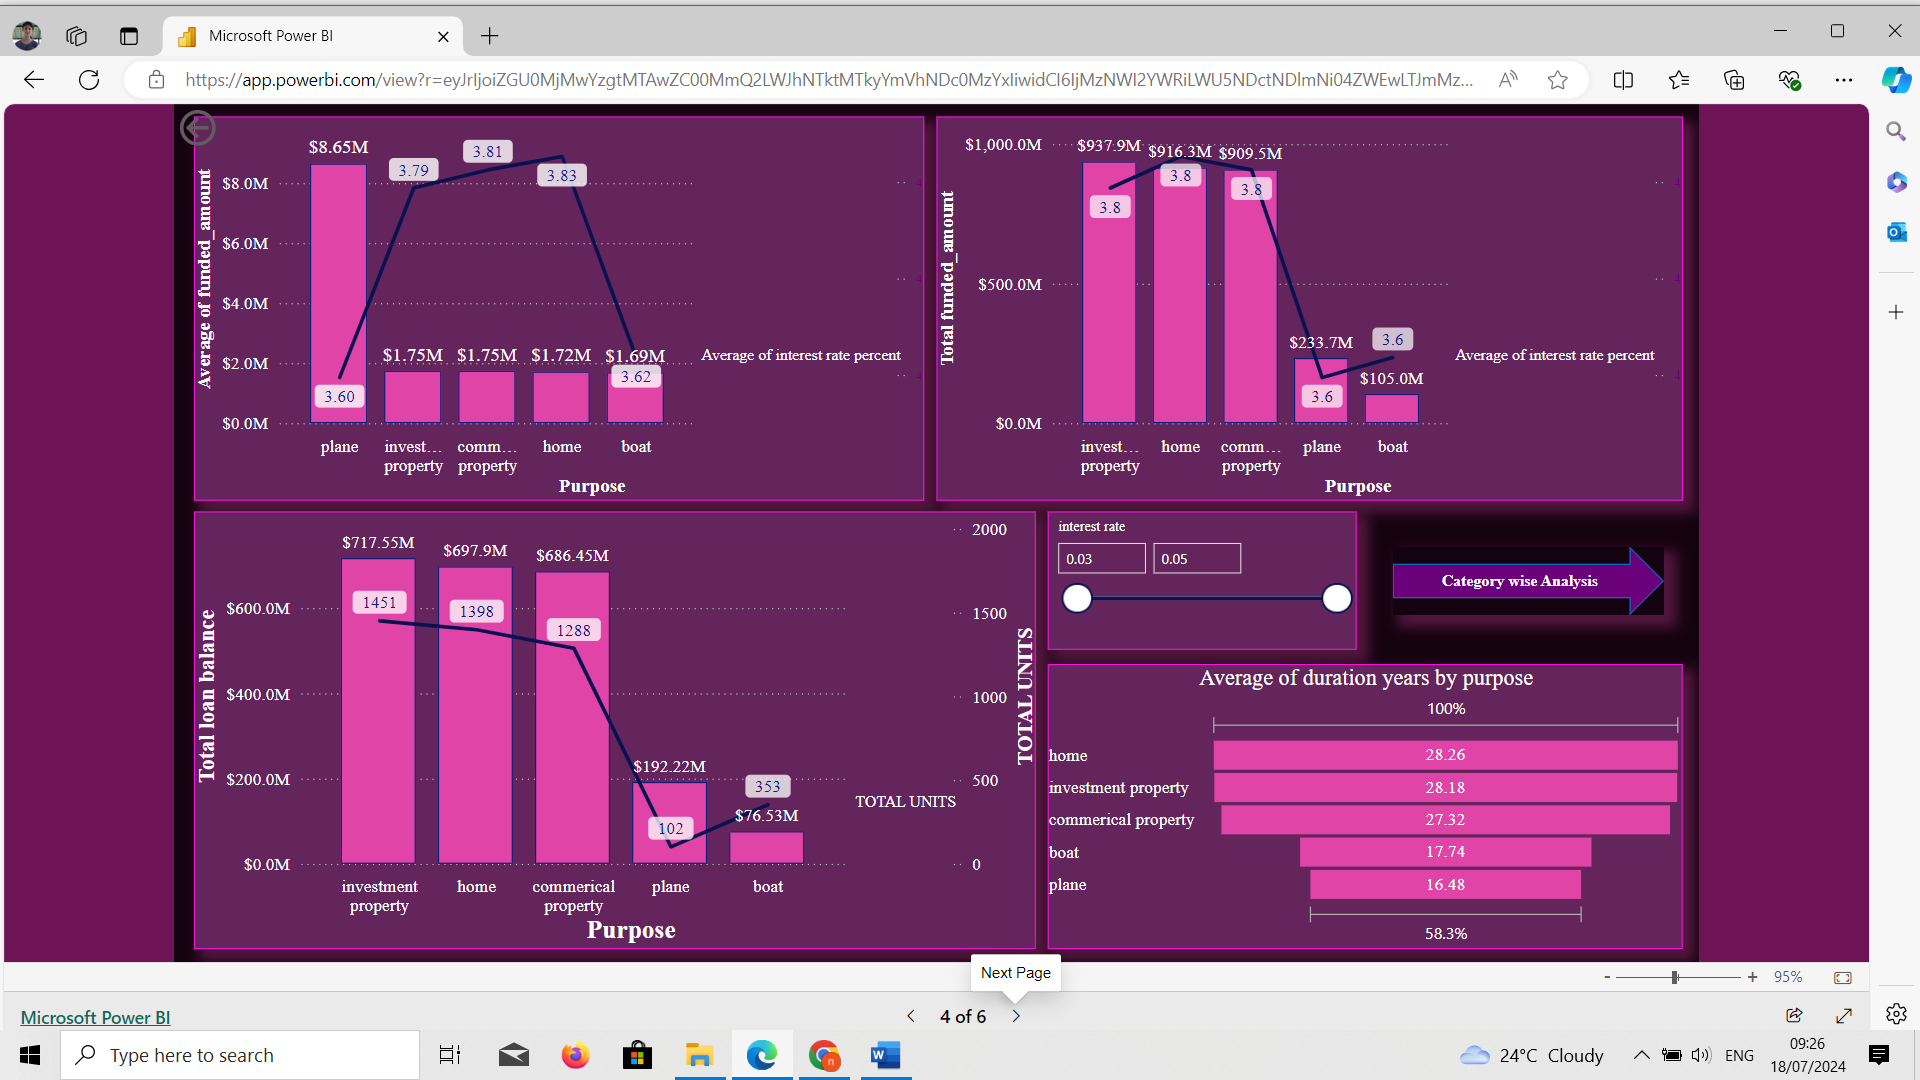 Microsoft Power BI
https://app.powerbi.com/view?r=eyJrIjoiZGU0MjMwYzgtMTAwZC00MmQ2LWJhNTktMTkyYmVhNDc0MzYxIiwidCI6IjMzNWI2YWRiLWU5NDctNDlmNi04ZWEwLTJmMz...
Average of funded_amount
$8.0M
$6.0M
$4.0M
$2.0M
$0.0M
$8.65M
$1.75M
$1.75M
$1.72M
$1.69M
3.60
3.79
3.81
3.83
3.62
Average of interest rate percent
plane
invest... property
comm... property
home
boat
Purpose
Total funded_amount
$1,000.0M
$500.0M
$0.0M
$937.9M
$916.3M
$909.5M
$233.7M
$105.0M
3.8
3.8
3.8
3.6
3.6
Average of interest rate percent
invest... property
home
comm... property
plane
boat
Purpose
Total loan balance
$600.0M
$400.0M
$200.0M
$0.0M
$717.55M
$697.9M
$686.45M
$192.22M
$76.53M
1451
1398
1288
102
353
2000
1500
1000
500
0
TOTAL UNITS
TOTAL UNITS
investment property
home
commerical property
plane
boat
Purpose
interest rate
0.03
0.05
Category wise Analysis
Average of duration years by purpose
100%
home 28.26
investment property 28.18
commerical property 27.32
boat 17.74
plane 16.48
58.3%
Next Page
- + 95%
Microsoft Power BI
4 of 6
Type here to search
24°C Cloudy
ENG
09:26
18/07/2024